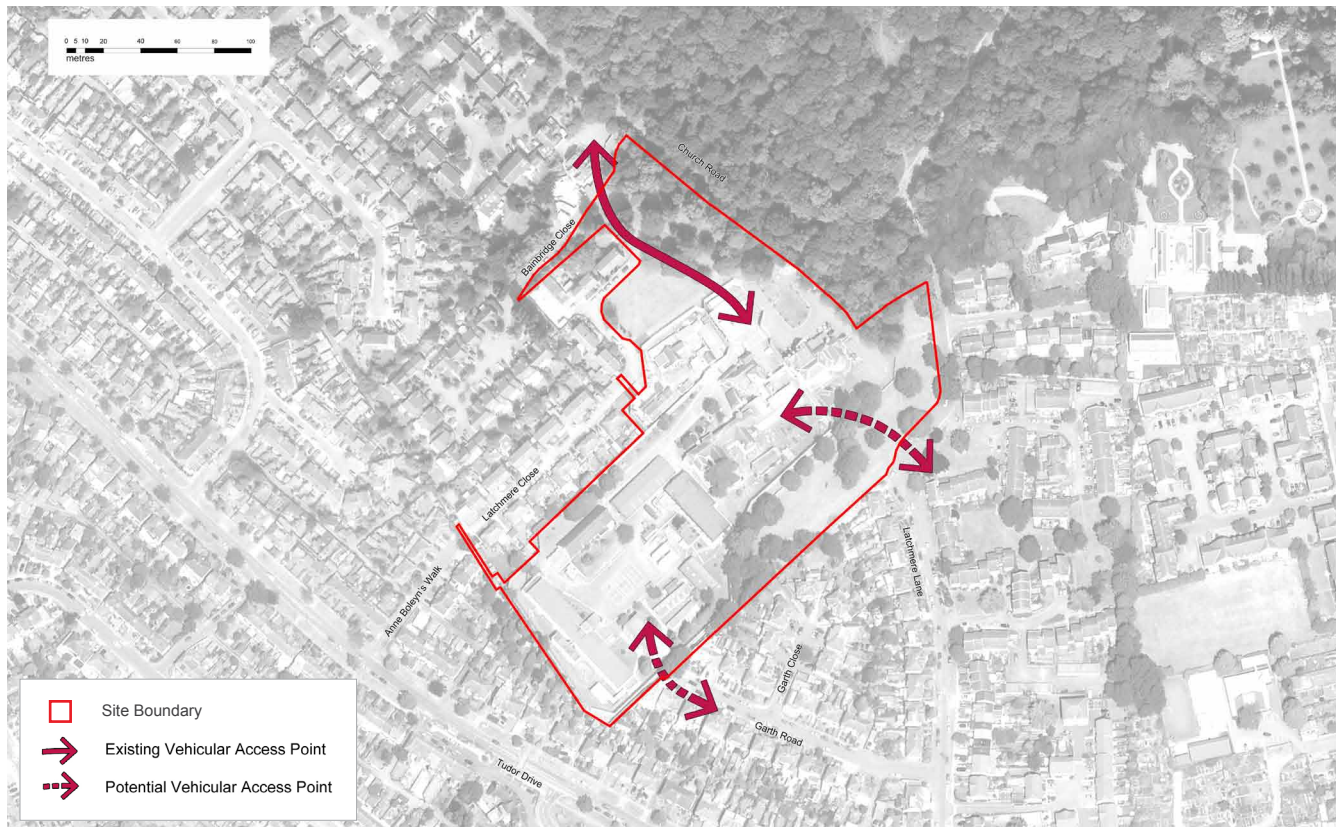 0 5 10 20 40 60 80 100
metres
Church Road
Bainbridge Close
Latchmere Close
Anne Boleyn's Walk
Latchmere Lane
Garth Close
Garth Road
Tudor Drive
Site Boundary
Existing Vehicular Access Point
Potential Vehicular Access Point